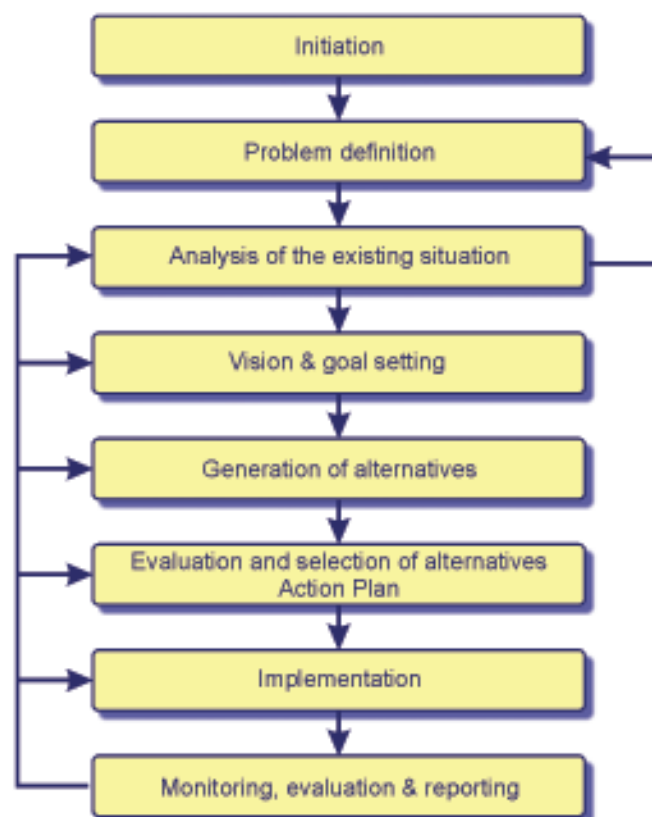 Initiation
Problem definition
Analysis of the existing situation
Vision & goal setting
Generation of alternatives
Evaluation and selection of alternatives
Action Plan
Implementation
Monitoring, evaluation & reporting